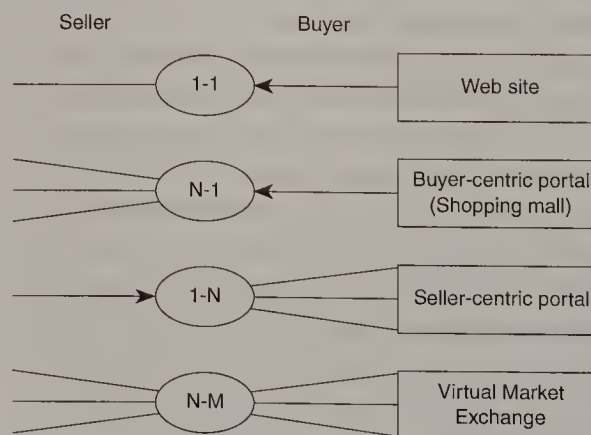 Seller
Buyer
1-1
Web site
N-1
Buyer-centric portal
(Shopping mall)
1-N
Seller-centric portal
N-M
Virtual Market
Exchange